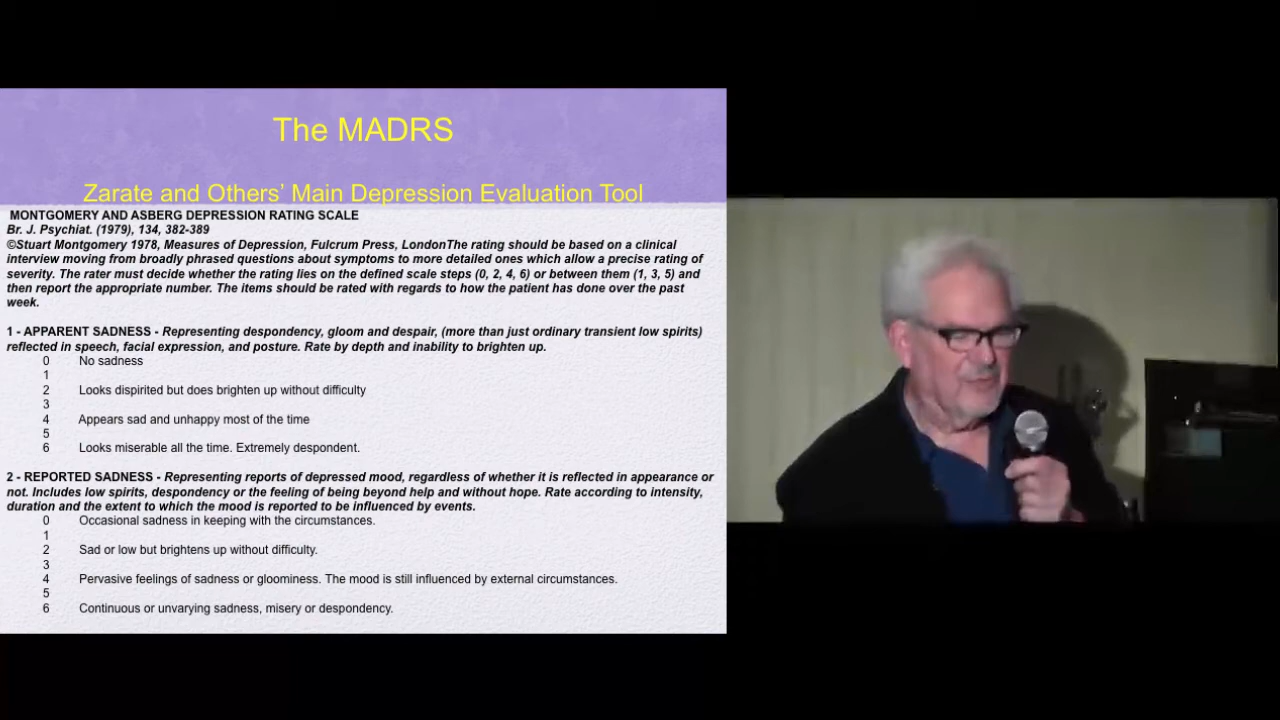 The MADRS
Zarate and Others' Main Depression Evaluation Tool
MONTGOMERY AND ASBERG DEPRESSION RATING SCALE
Br. J. Psychiat. (1979), 134, 382-389
©Stuart Montgomery 1978, Measures of Depression, Fulcrum Press, LondonThe rating should be based on a clinical
interview moving from broadly phrased questions about symptoms to more detailed ones which allow a precise rating of
severity. The rater must decide whether the rating lies on the defined scale steps (0, 2, 4, 6) or between them (1, 3, 5) and
then report the appropriate number. The items should be rated with regards to how the patient has done over the past
week.
1 - APPARENT SADNESS - Representing despondency, gloom and despair, (more than just ordinary transient low spirits)
reflected in speech, facial expression, and posture. Rate by depth and inability to brighten up.
0 No sadness
1
2 Looks dispirited but does brighten up without difficulty
3
4 Appears sad and unhappy most of the time
5
6 Looks miserable all the time. Extremely despondent.
2 - REPORTED SADNESS - Representing reports of depressed mood, regardless of whether it is reflected in appearance or
not. Includes low spirits, despondency or the feeling of being beyond help and without hope. Rate according to intensity,
duration and the extent to which the mood is reported to be influenced by events.
0 Occasional sadness in keeping with the circumstances.
1
2 Sad or low but brightens up without difficulty.
3
4 Pervasive feelings of sadness or gloominess. The mood is still influenced by external circumstances.
5
6 Continuous or unvarying sadness, misery or despondency.